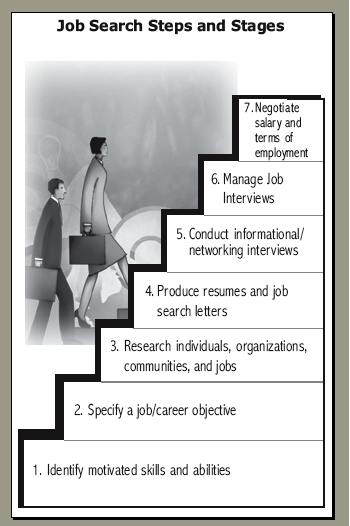 Job Search Steps and Stages
7. Negotiate
salary and
terms of
employment
6. Manage Job
Interviews
5. Conduct informational/
networking interviews
4. Produce resumes and job
search letters
3. Research individuals, organizations,
communities, and jobs
2. Specify a job/career objective
1. Identify motivated skills and abilities